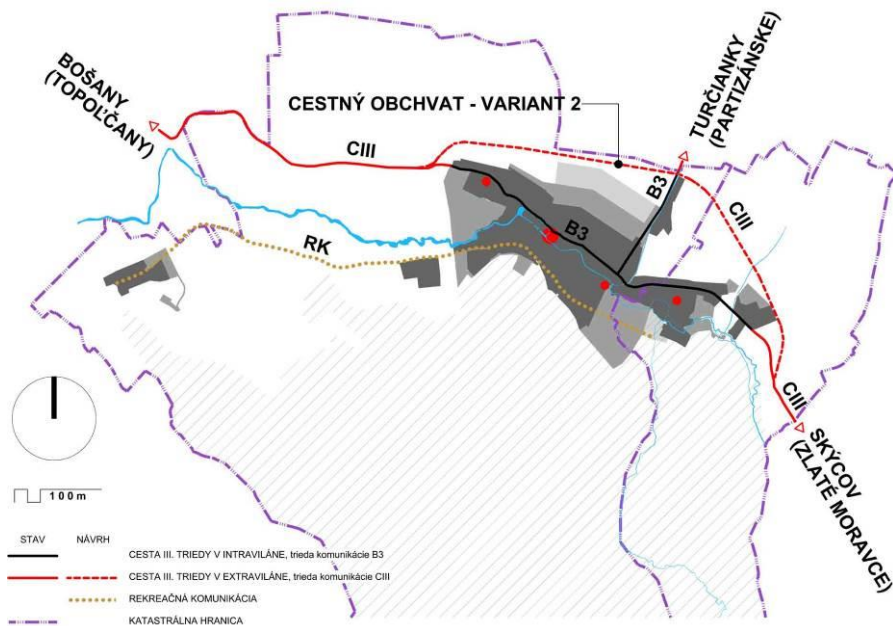 BOŠANY
(TOPOĽČANY)
CESTNÝ OBCHVAT - VARIANT 2
TURČIANKY
(PARTIZÁNSKE)
CIII
B3
CIII
B3
RK
CIII
SKÝCOV
(ZLATÉ MORAVCE)
100m
STAV NÁVRH
CESTA III. TRIEDY V INTRAVILÁNE, trieda komunikácie B3
CESTA III. TRIEDY V EXTRAVILÁNE, trieda komunikácie CIII
REKREAČNÁ KOMUNIKÁCIA
KATASTRÁLNA HRANICA